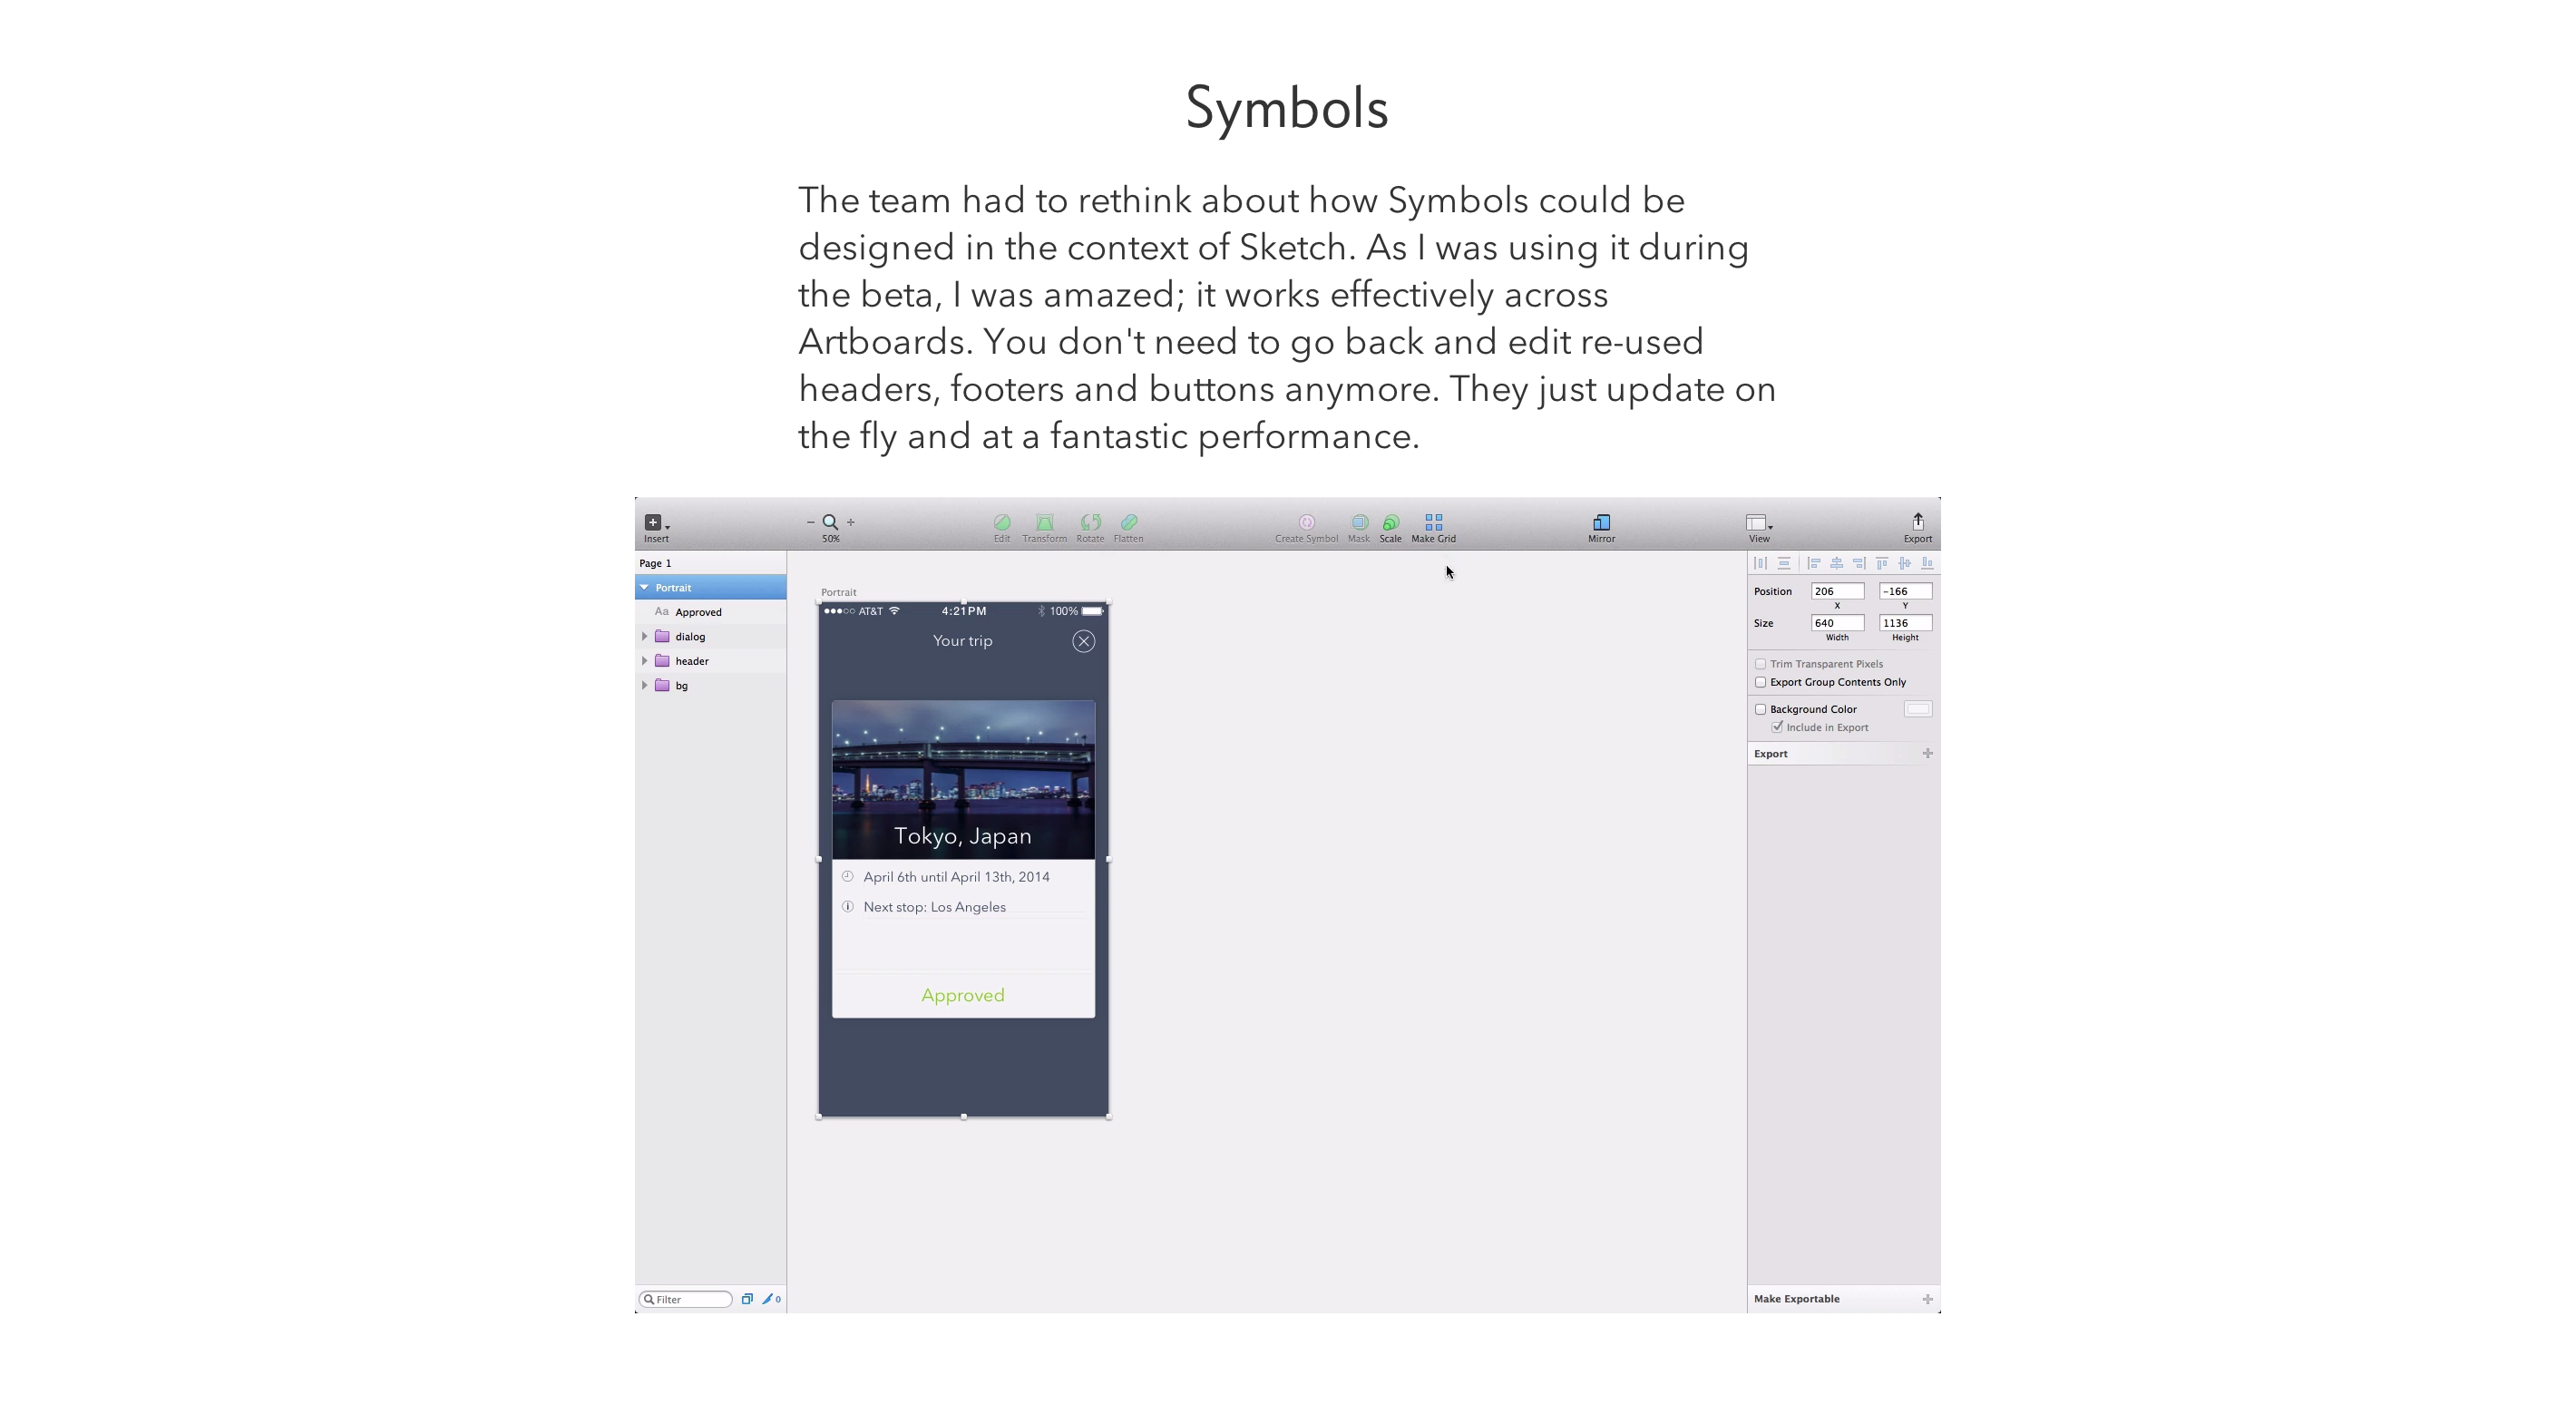 Symbols
The team had to rethink about how Symbols could be
designed in the context of Sketch. As I was using it during
the beta, I was amazed; it works effectively across
Artboards. You don't need to go back and edit re-used
headers, footers and buttons anymore. They just update on
the fly and at a fantastic performance.
Insert
50%
Edit Transform Rotate Flatten
Create Symbol Mask Scale Make Grid
Mirror
View
Export
Page 1
Portrait
Aa Approved
dialog
header
bg
Filter
0
Portrait
AT&T 4:21PM 100%
Your trip
Tokyo, Japan
April 6th until April 13th, 2014
Next stop: Los Angeles
Approved
Position 206 -166
X Y
Size 640 1136
Width Height
Trim Transparent Pixels
Export Group Contents Only
Background Color
Include in Export
Export
Make Exportable